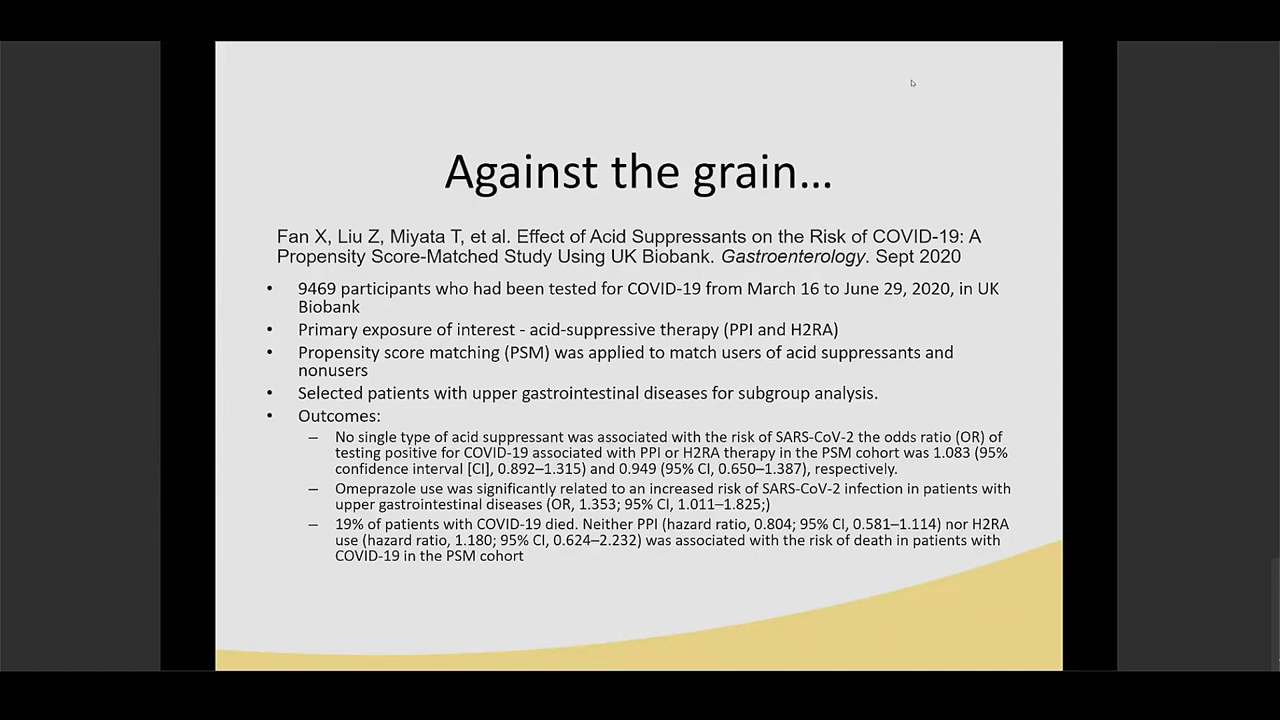 Against the grain...
Fan X, Liu Z, Miyata T, et al. Effect of Acid Suppressants on the Risk of COVID-19: A
Propensity Score-Matched Study Using UK Biobank. Gastroenterology. Sept 2020
• 9469 participants who had been tested for COVID-19 from March 16 to June 29, 2020, in UK
Biobank
• Primary exposure of interest - acid-suppressive therapy (PPI and H2RA)
• Propensity score matching (PSM) was applied to match users of acid suppressants and
nonusers
• Selected patients with upper gastrointestinal diseases for subgroup analysis.
• Outcomes:
– No single type of acid suppressant was associated with the risk of SARS-CoV-2 the odds ratio (OR) of
testing positive for COVID-19 associated with PPI or H2RA therapy in the PSM cohort was 1.083 (95%
confidence interval [CI], 0.892–1.315) and 0.949 (95% CI, 0.650–1.387), respectively.
– Omeprazole use was significantly related to an increased risk of SARS-CoV-2 infection in patients with
upper gastrointestinal diseases (OR, 1.353; 95% CI, 1.011–1.825;)
– 19% of patients with COVID-19 died. Neither PPI (hazard ratio, 0.804; 95% CI, 0.581–1.114) nor H2RA
use (hazard ratio, 1.180; 95% CI, 0.624–2.232) was associated with the risk of death in patients with
COVID-19 in the PSM cohort